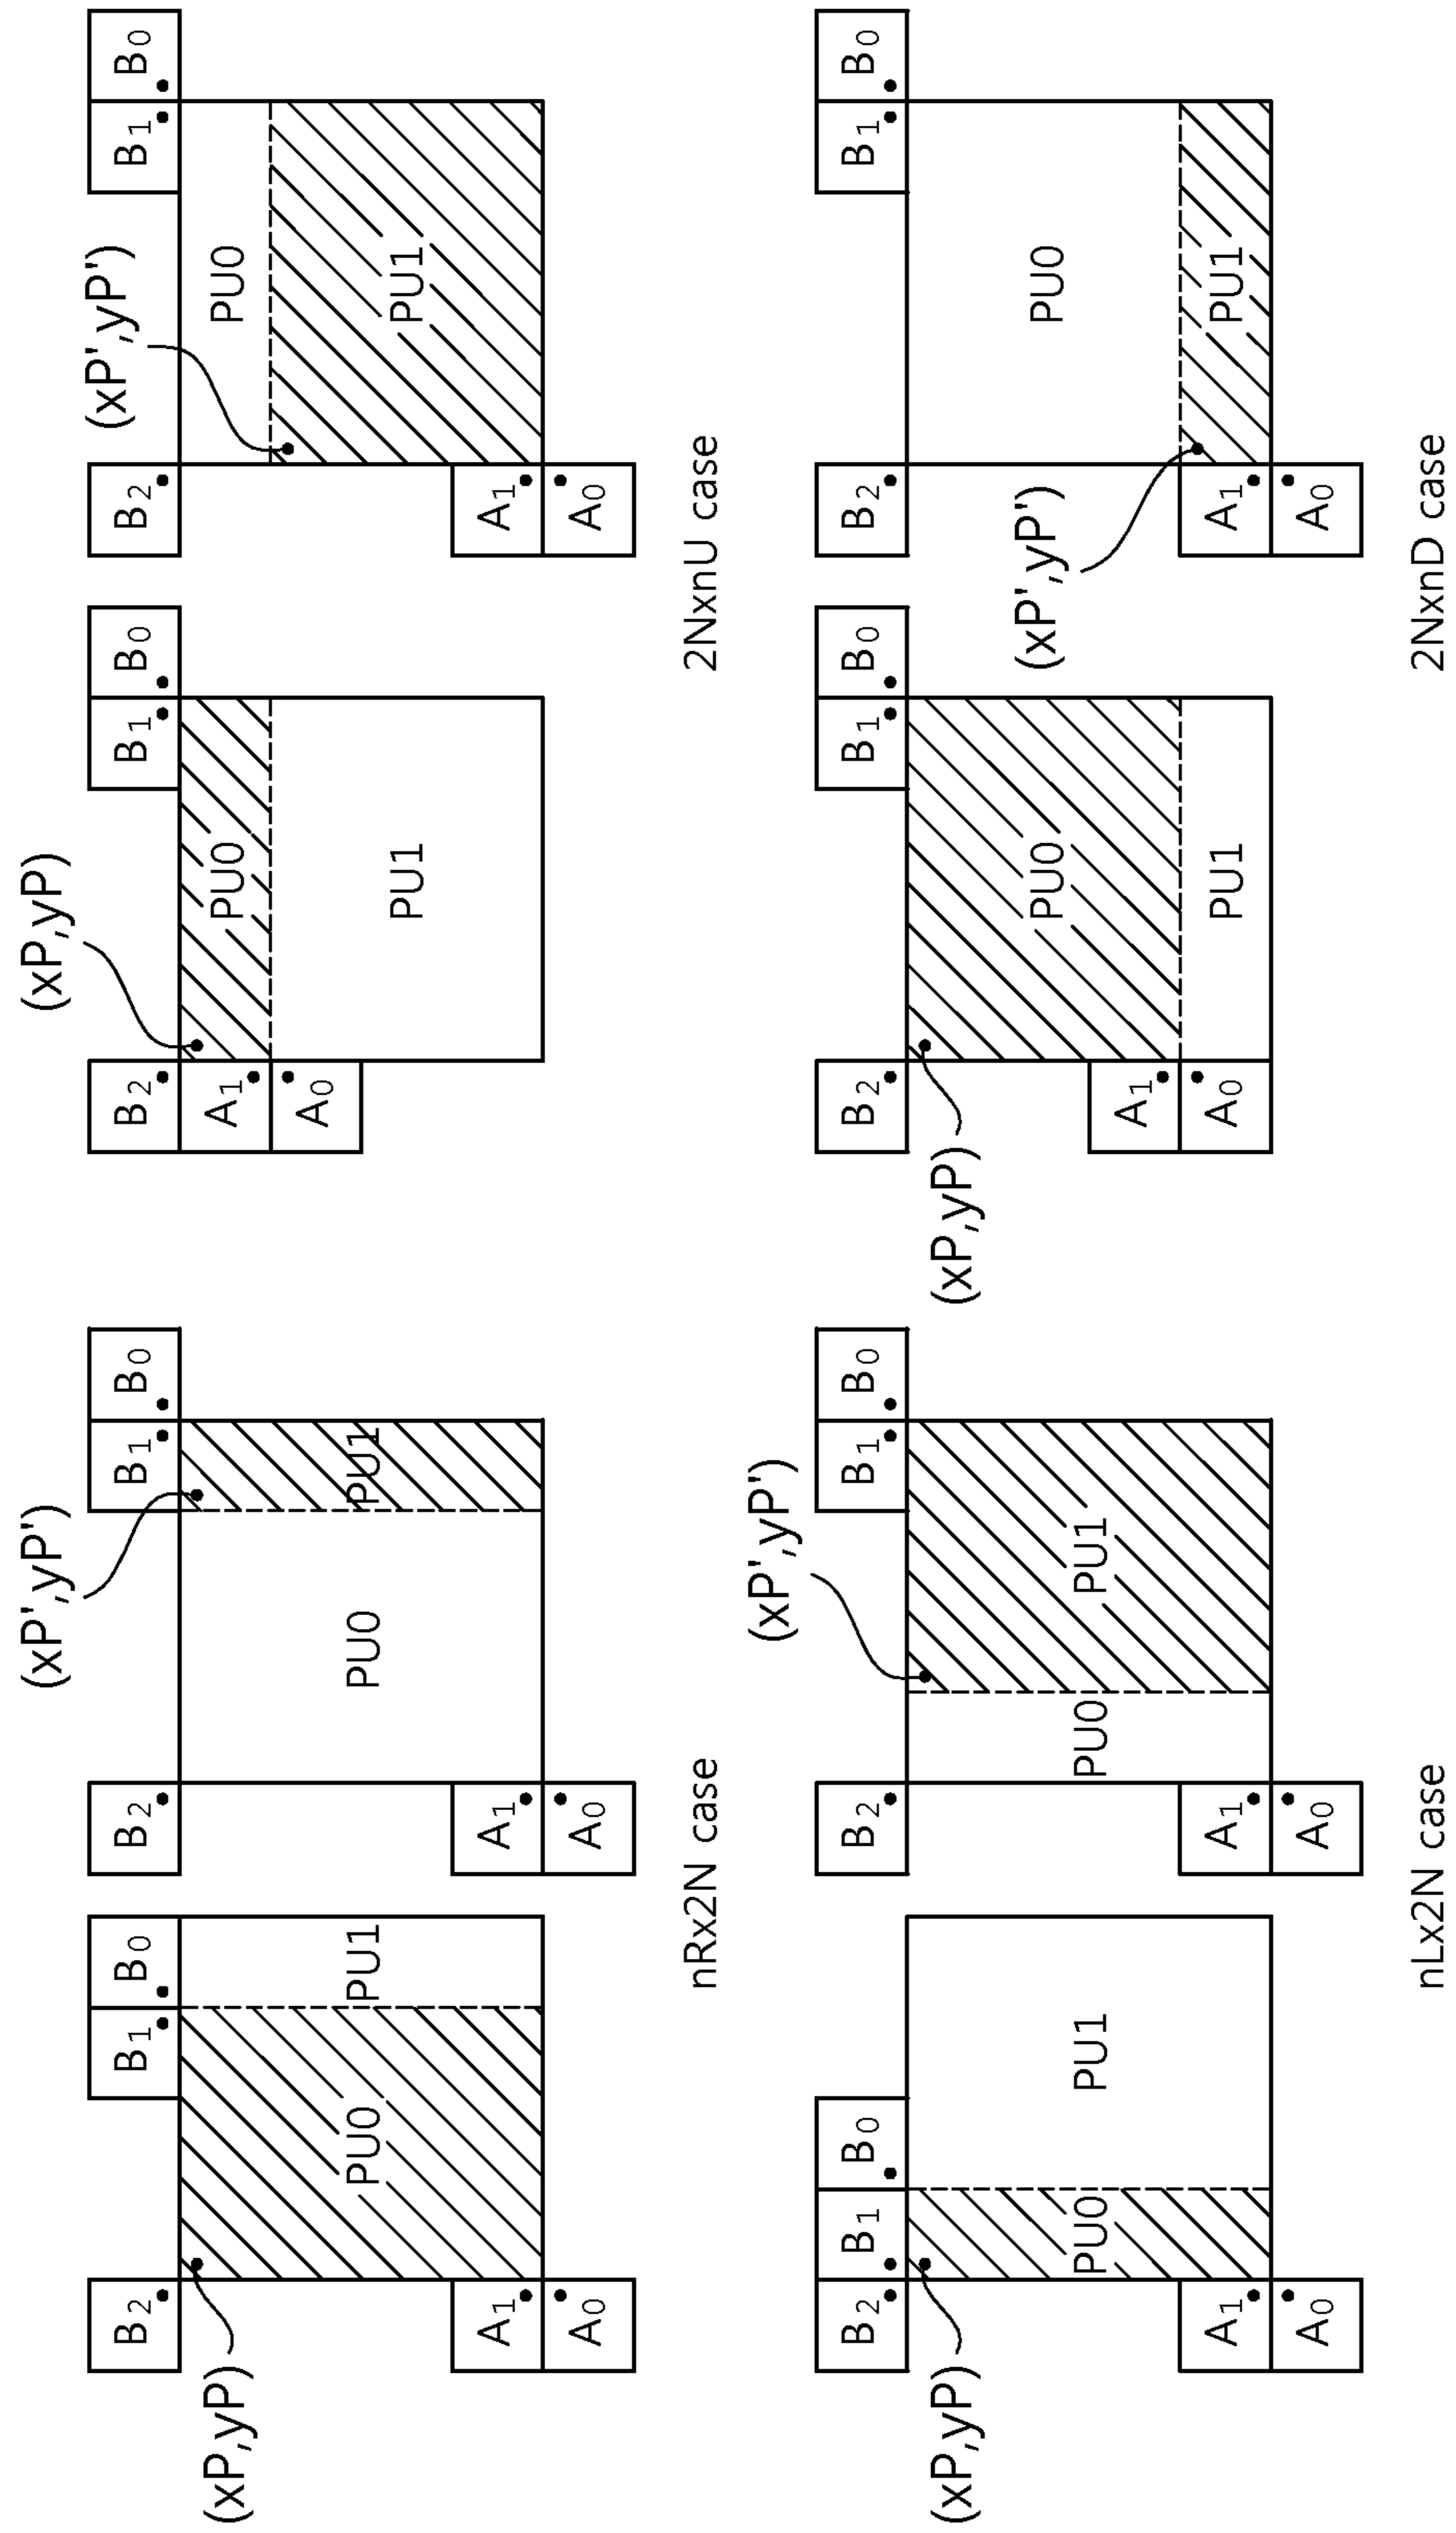 (xP,yP)
B2 B1 B0
PU0 PU1
A1
A0
(xP',yP')
B2 B1 B0
PU0 PU1
A1
A0
nRx2N case
(xP,yP)
B2 B1 B0
A1 PU0
A0
PU1
(xP',yP')
B2 B1 B0
PU0
PU1
A1
A0
2NxnU case
(xP,yP)
B2 B1 B0
PU0 PU1
A1
A0
(xP',yP')
B2 B1 B0
PU0 PU1
A1
A0
nLx2N case
(xP,yP)
B2 B1 B0
PU0
A1
A0 PU1
(xP',yP')
B2 B1 B0
PU0
A1 PU1
A0
2NxnD case